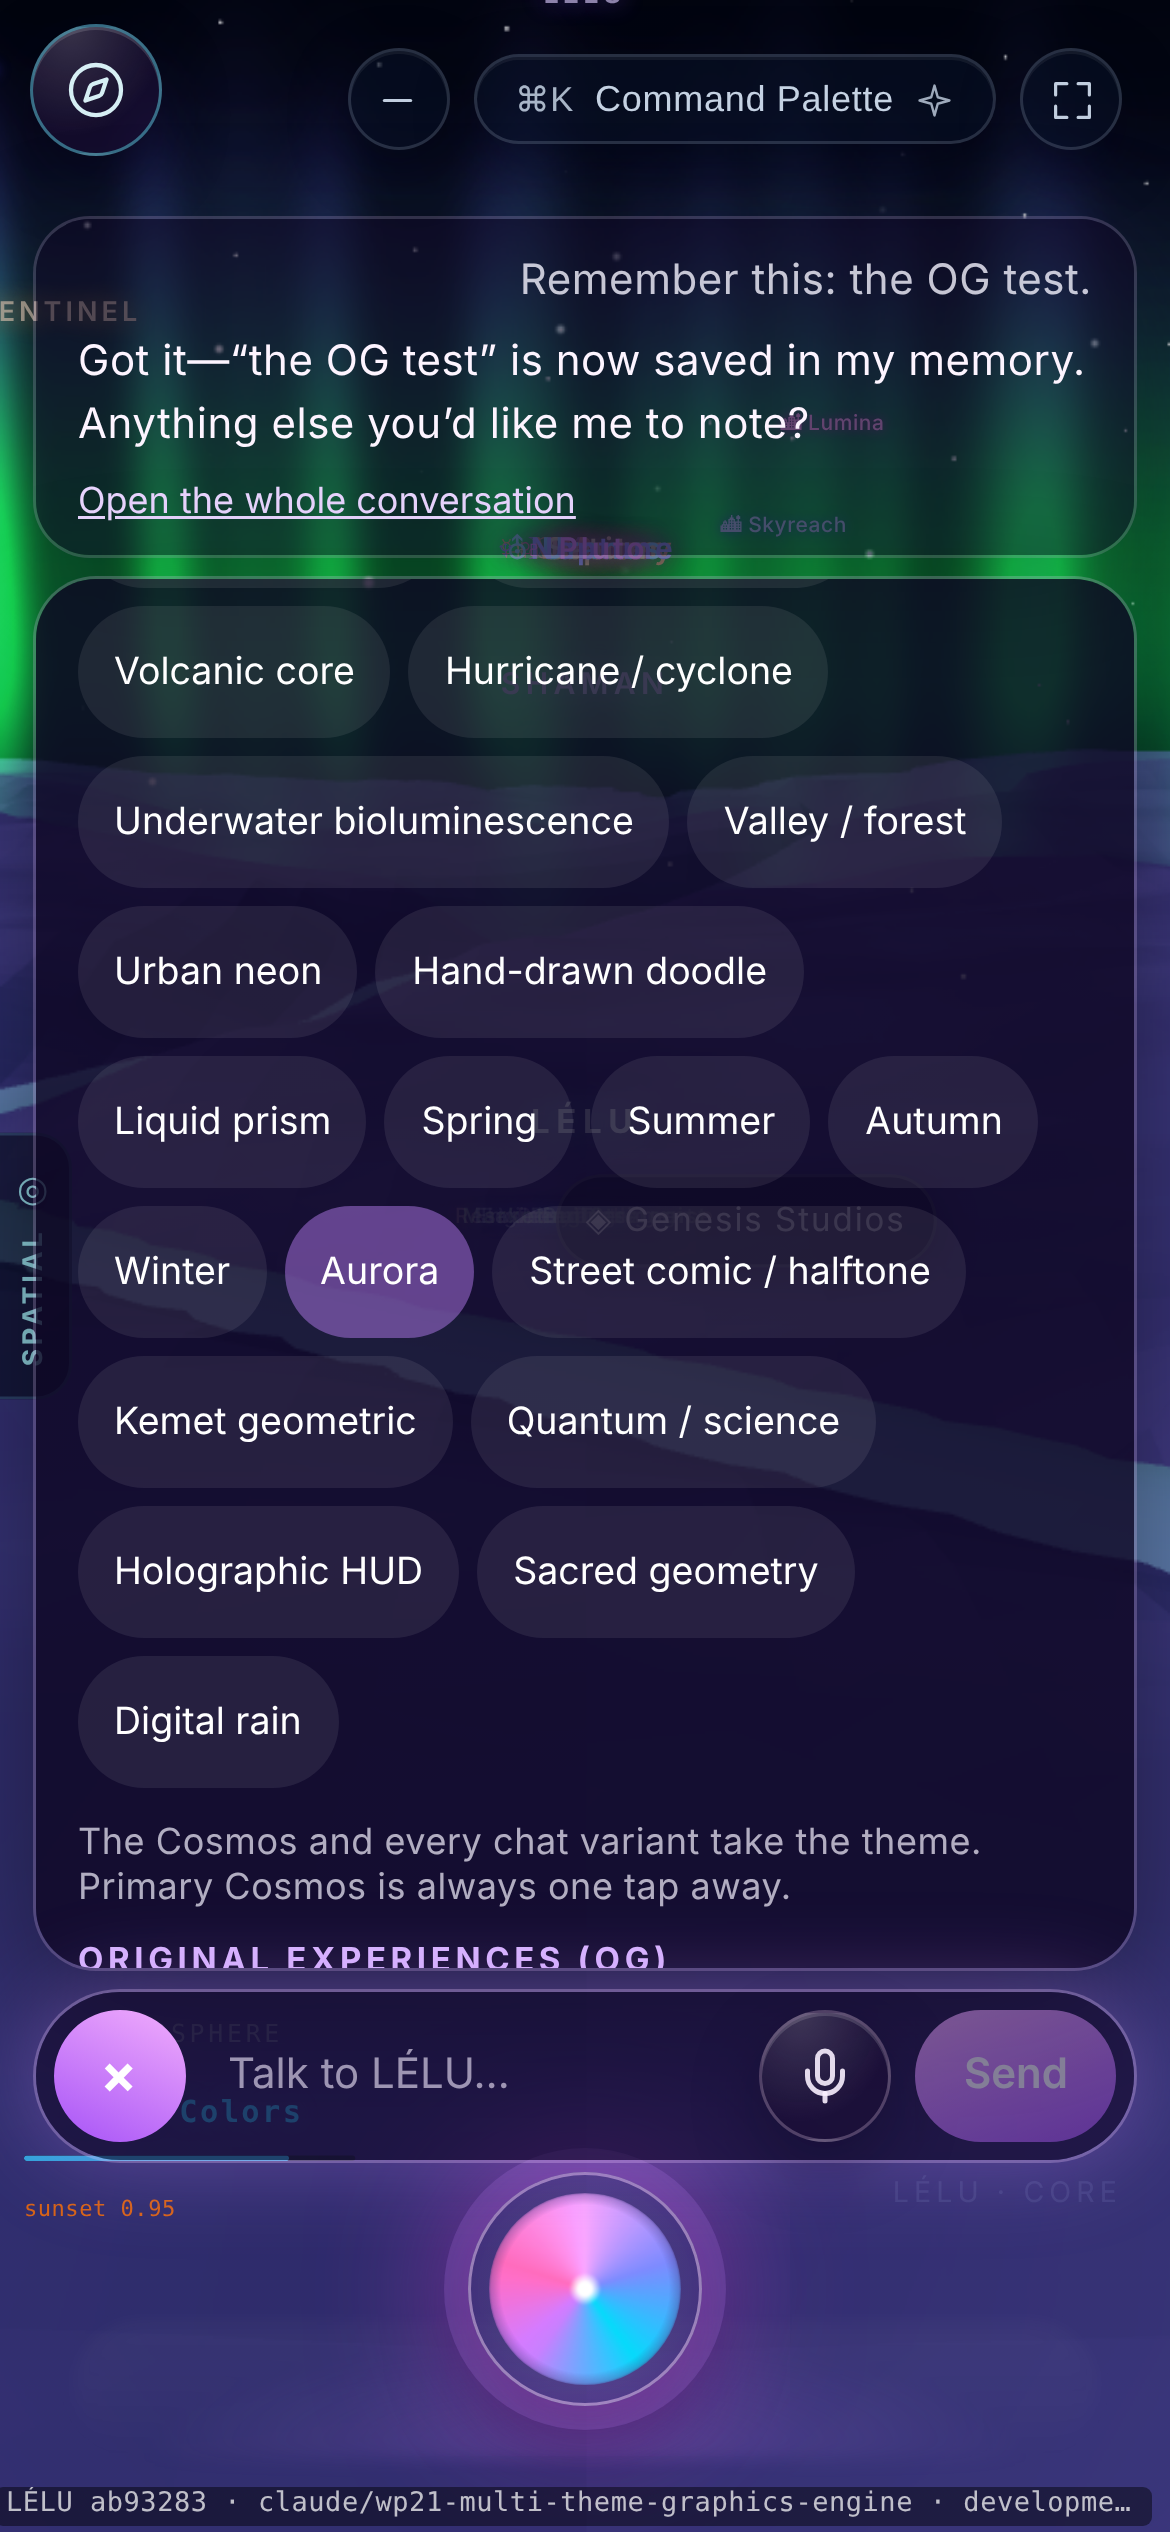 ⌘K Command Palette
Remember this: the OG test.
ENTINEL
Got it—“the OG test” is now saved in my memory.
Anything else you’d like me to note?
Lumina
Open the whole conversation
Skyreach
Pluto
Volcanic core
Hurricane / cyclone
SHAMAN
Underwater bioluminescence
Valley / forest
Urban neon
Hand-drawn doodle
Liquid prism
Spring
LÉLU
Summer
Autumn
◈ Genesis Studios
SPATIAL ◎
Winter
Aurora
Street comic / halftone
Kemet geometric
Quantum / science
Holographic HUD
Sacred geometry
Digital rain
The Cosmos and every chat variant take the theme.
Primary Cosmos is always one tap away.
ORIGINAL EXPERIENCES (OG)
SPHERE
Talk to LÉLU...
Send
Colors
LÉLU · CORE
sunset 0.95
LÉLU ab93283 · claude/wp21-multi-theme-graphics-engine · developme…